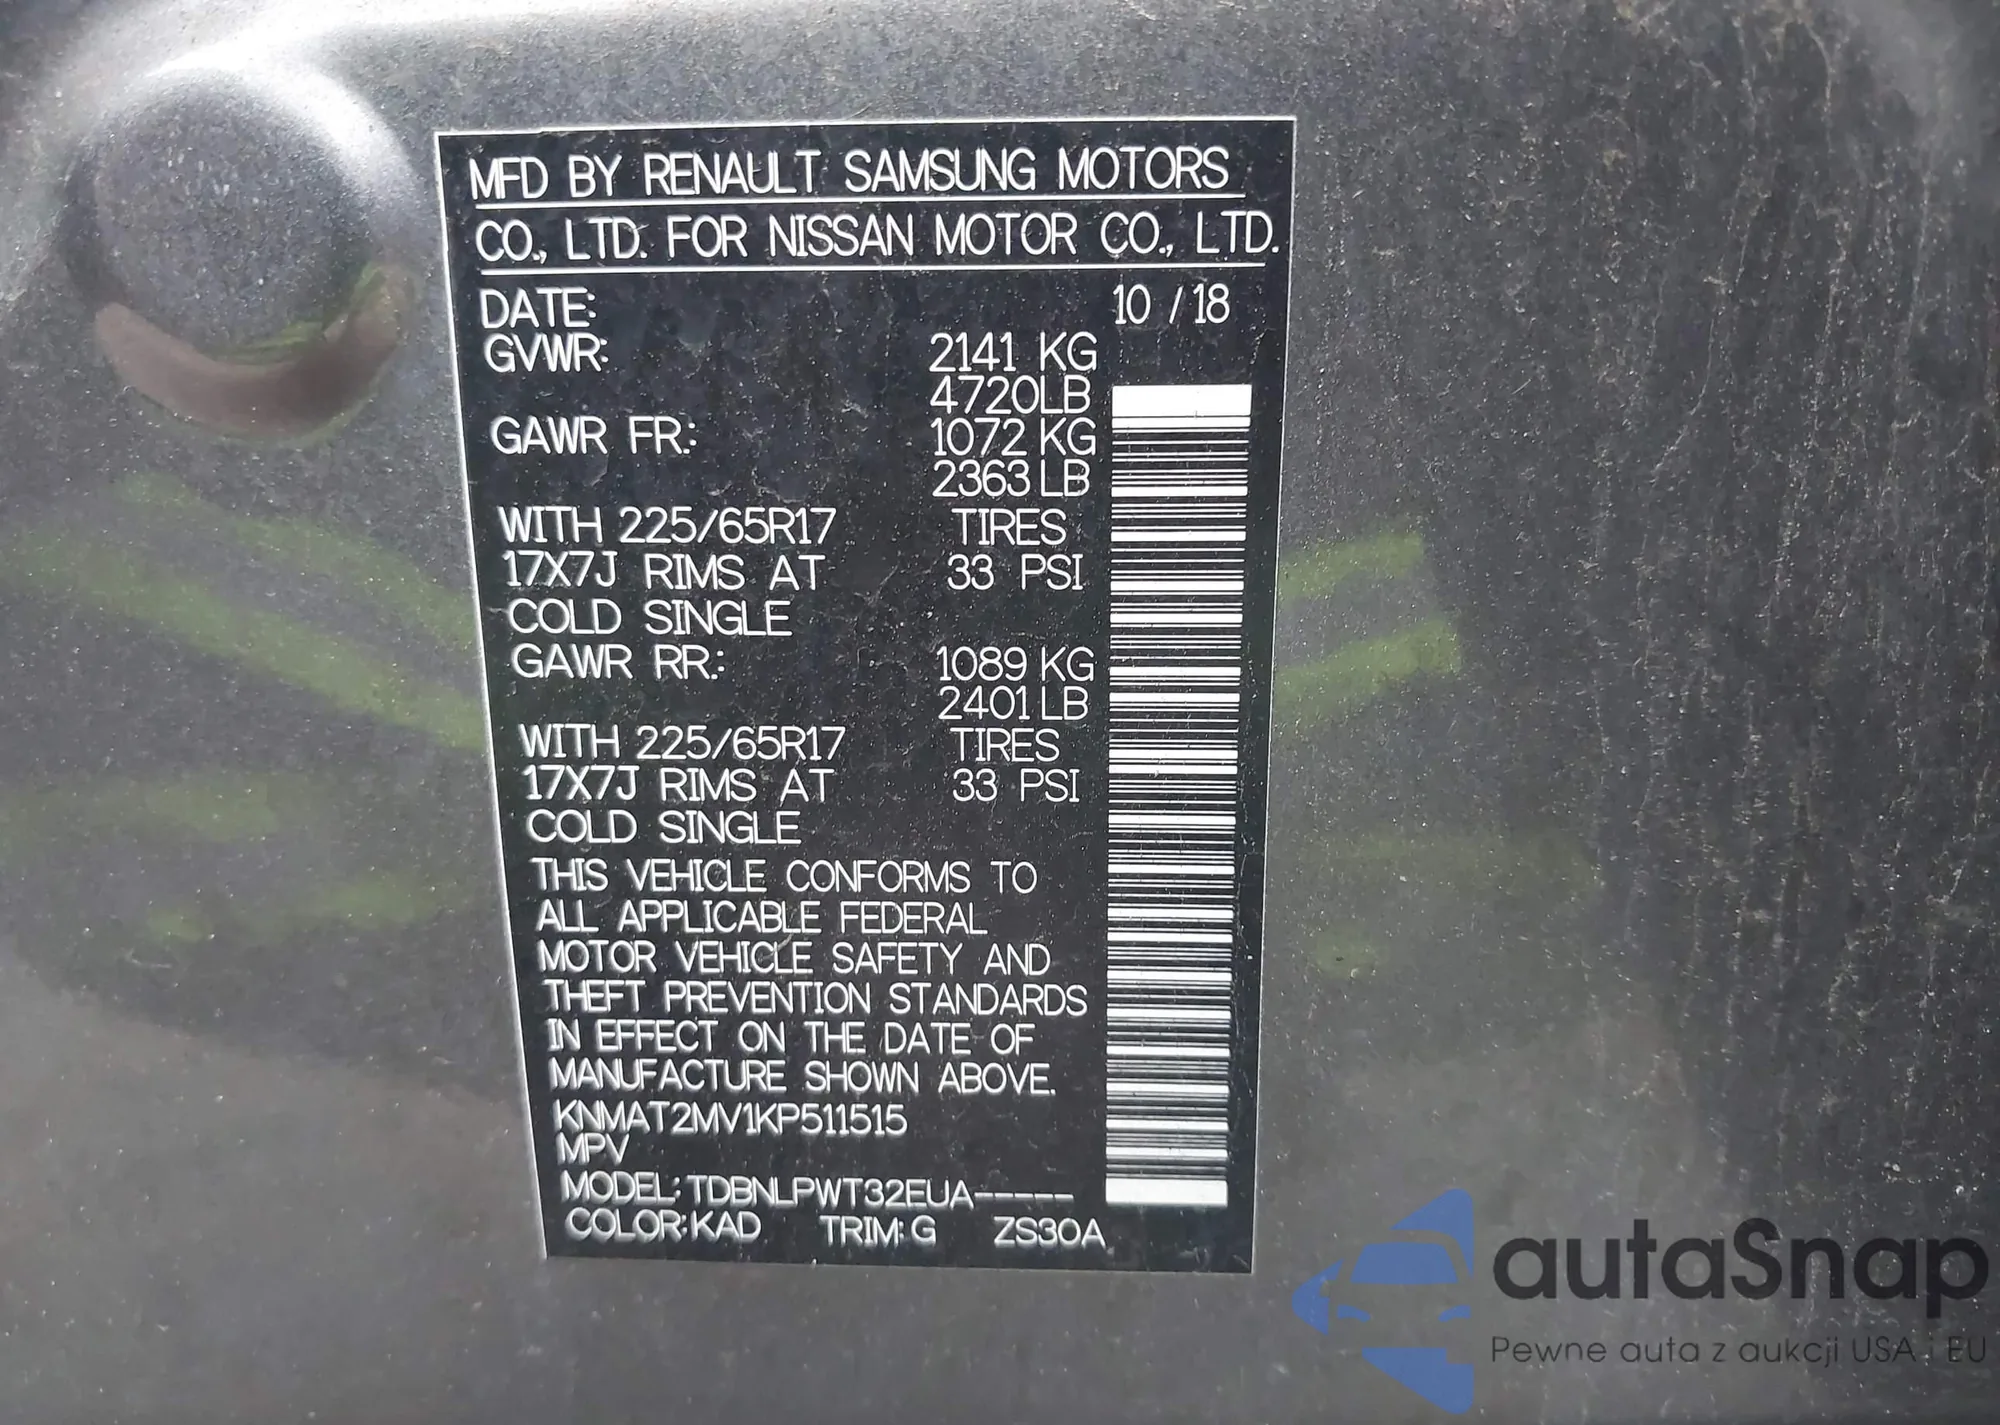 MFD BY RENAULT SAMSUNG MOTORS
CO., LTD. FOR NISSAN MOTOR CO., LTD.
DATE: 10 / 18
GVWR: 2141 KG
4720LB
GAWR FR.: 1072 KG
2363 LB
WITH 225/65R17 TIRES
17X7J RIMS AT 33 PSI
COLD SINGLE
GAWR RR.: 1089 KG
2401 LB
WITH 225/65R17 TIRES
17X7J RIMS AT 33 PSI
COLD SINGLE
THIS VEHICLE CONFORMS TO
ALL APPLICABLE FEDERAL
MOTOR VEHICLE SAFETY AND
THEFT PREVENTION STANDARDS
IN EFFECT ON THE DATE OF
MANUFACTURE SHOWN ABOVE.
KNMAT2MV1KP511515
MPV
MODEL: TDBNLPWT32EUA-----
COLOR: KAD TRIM: G ZS30A
autaSnap
Pewne auta z aukcji USA i EU